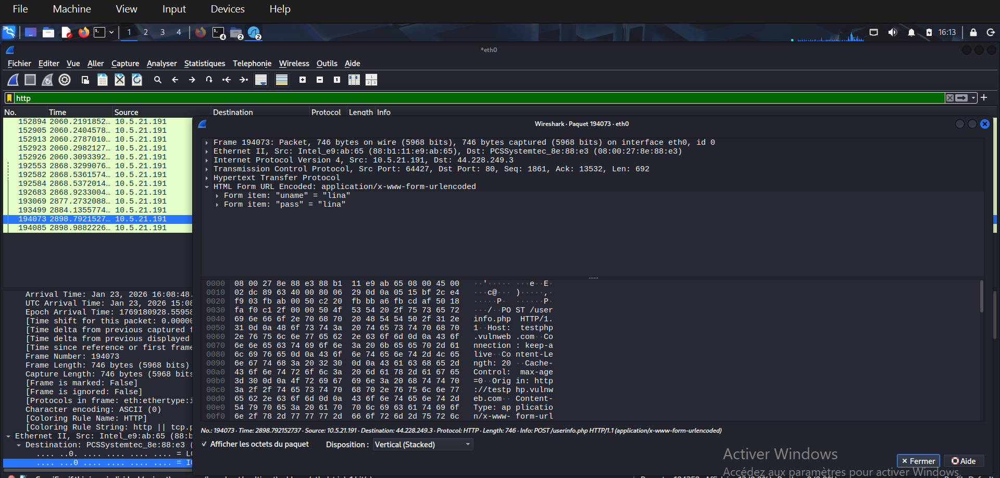 File Machine View Input Devices Help
1 2 3 4 4 2 2 16:13
*eth0
Fichier Editer Vue Aller Capture Analyser Statistiques Telephonie Wireless Outils Aide
http
No. Time Source Destination Protocol Length Info
152894 2060.2191852… 10.5.21.191
152905 2060.2404578… 10.5.21.191
152913 2060.2787010… 10.5.21.191
152923 2060.2982127… 10.5.21.191
152926 2060.3093392… 10.5.21.191
192553 2868.3299076… 10.5.21.191
192582 2868.5361574… 10.5.21.191
192584 2868.5372014… 10.5.21.191
192683 2868.9233004… 10.5.21.191
193069 2877.2732088… 10.5.21.191
193499 2884.1355774… 10.5.21.191
194073 2898.7921527… 10.5.21.191
194085 2898.9882226… 10.5.21.191
Arrival Time: Jan 23, 2026 16:08:48.
UTC Arrival Time: Jan 23, 2026 15:08
Epoch Arrival Time: 1769180928.55958
[Time shift for this packet: 0.00000
[Time delta from previous captured f
[Time delta from previous displayed
[Time since reference or first frame
Frame Number: 194073
Frame Length: 746 bytes (5968 bits)
Capture Length: 746 bytes (5968 bits
[Frame is marked: False]
[Frame is ignored: False]
[Protocols in frame: eth:ethertype:i
Character encoding: ASCII (0)
[Coloring Rule Name: HTTP]
[Coloring Rule String: http || tcp.p
Ethernet II, Src: Intel_e9:ab:65 (88:b
Destination: PCSSystemtec_8e:88:e3 (
.... ..0. .... .... .... .... = LG
.... ...0 .... .... .... .... = IG
Wireshark · Paquet 194073 · eth0
Frame 194073: Packet, 746 bytes on wire (5968 bits), 746 bytes captured (5968 bits) on interface eth0, id 0
Ethernet II, Src: Intel_e9:ab:65 (88:b1:11:e9:ab:65), Dst: PCSSystemtec_8e:88:e3 (08:00:27:8e:88:e3)
Internet Protocol Version 4, Src: 10.5.21.191, Dst: 44.228.249.3
Transmission Control Protocol, Src Port: 64427, Dst Port: 80, Seq: 1861, Ack: 13532, Len: 692
Hypertext Transfer Protocol
HTML Form URL Encoded: application/x-www-form-urlencoded
Form item: "uname" = "lina"
Form item: "pass" = "lina"
0000 08 00 27 8e 88 e3 88 b1 11 e9 ab 65 08 00 45 00 ··'····· ···e··E·
0010 02 dc 89 63 40 00 80 06 29 0d 0a 05 15 bf 2c e4 ···c@··· )·····,·
0020 f9 03 fb ab 00 50 c2 20 fb bb a6 fb cd af 50 18 ·····P· ······P·
0030 fa f0 c1 2f 00 00 50 4f 53 54 20 2f 75 73 65 72 ···/··PO ST /user
0040 69 6e 66 6f 2e 70 68 70 20 48 54 54 50 2f 31 2e info.php HTTP/1.
0050 31 0d 0a 48 6f 73 74 3a 20 74 65 73 74 70 68 70 1··Host: testphp
0060 2e 76 75 6c 6e 77 65 62 2e 63 6f 6d 0d 0a 43 6f .vulnweb .com··Co
0070 6e 6e 65 63 74 69 6f 6e 3a 20 6b 65 65 70 2d 61 nnection : keep-a
0080 6c 69 76 65 0d 0a 43 6f 6e 74 65 6e 74 2d 4c 65 live··Co ntent-Le
0090 6e 67 74 68 3a 20 32 30 0d 0a 43 61 63 68 65 2d ngth: 20 ··Cache-
00a0 43 6f 6e 74 72 6f 6c 3a 20 6d 61 78 2d 61 67 65 Control: max-age
00b0 3d 30 0d 0a 4f 72 69 67 69 6e 3a 20 68 74 74 70 =0··Orig in: http
00c0 3a 2f 2f 74 65 73 74 70 68 70 2e 76 75 6c 6e 77 ://testp hp.vulnw
00d0 65 62 2e 63 6f 6d 0d 0a 43 6f 6e 74 65 6e 74 2d eb.com·· Content-
00e0 54 79 70 65 3a 20 61 70 70 6c 69 63 61 74 69 6f Type: ap plicatio
00f0 6e 2f 78 2d 77 77 77 2d 66 6f 72 6d 2d 75 72 6c n/x-www- form-url
No.: 194073 · Time: 2898.792152737 · Source: 10.5.21.191 · Destination: 44.228.249.3 · Protocol: HTTP · Length: 746 · Info: POST /userinfo.php HTTP/1.1 (application/x-www-form-urlencoded)
Afficher les octets du paquet Disposition : Vertical (Stacked)
Fermer Aide
Activer Windows
Accédez aux paramètres pour activer Windows.